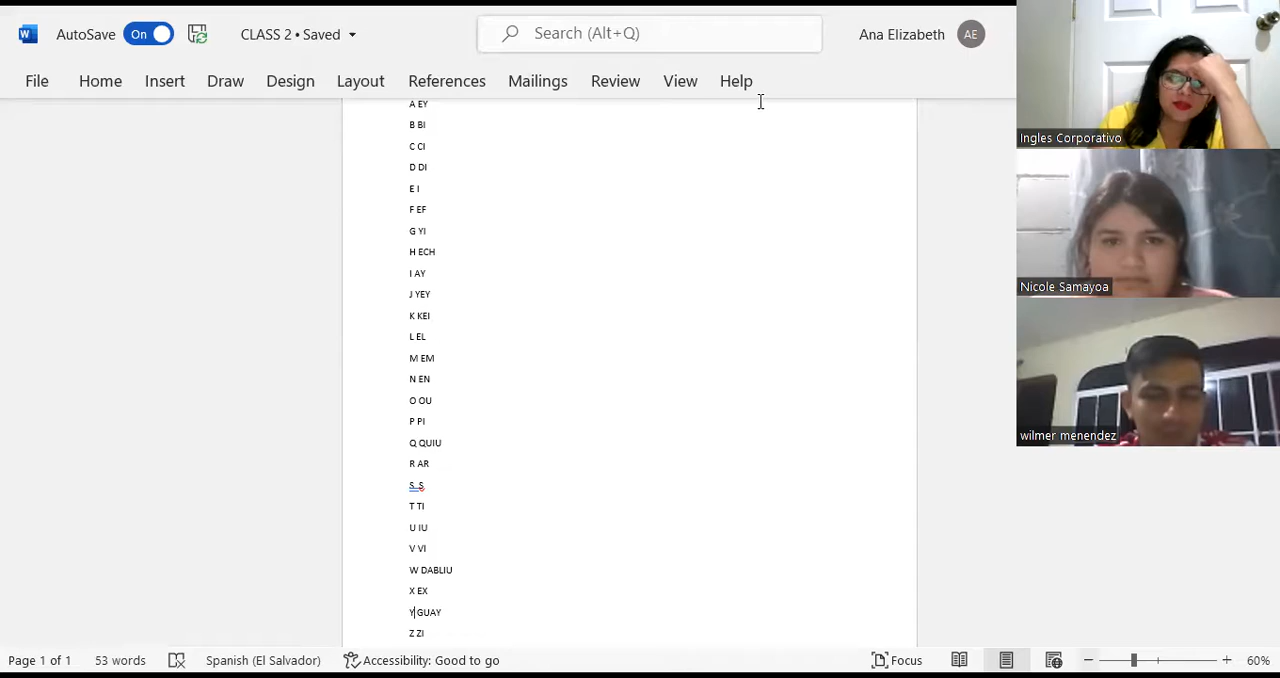 AutoSave On CLASS 2 • Saved Search (Alt+Q) Ana Elizabeth AE
File Home Insert Draw Design Layout References Mailings Review View Help
A EY
B BI
C CI
D DI
E I
F EF
G YI
H ECH
I AY
J YEY
K KEI
L EL
M EM
N EN
O OU
P PI
Q QUIU
R AR
S S
T TI
U IU
V VI
W DABLIU
X EX
Y GUAY
Z ZI
Page 1 of 1 53 words Spanish (El Salvador) Accessibility: Good to go Focus 60%
Ingles Corporativo
Nicole Samayoa
wilmer menendez